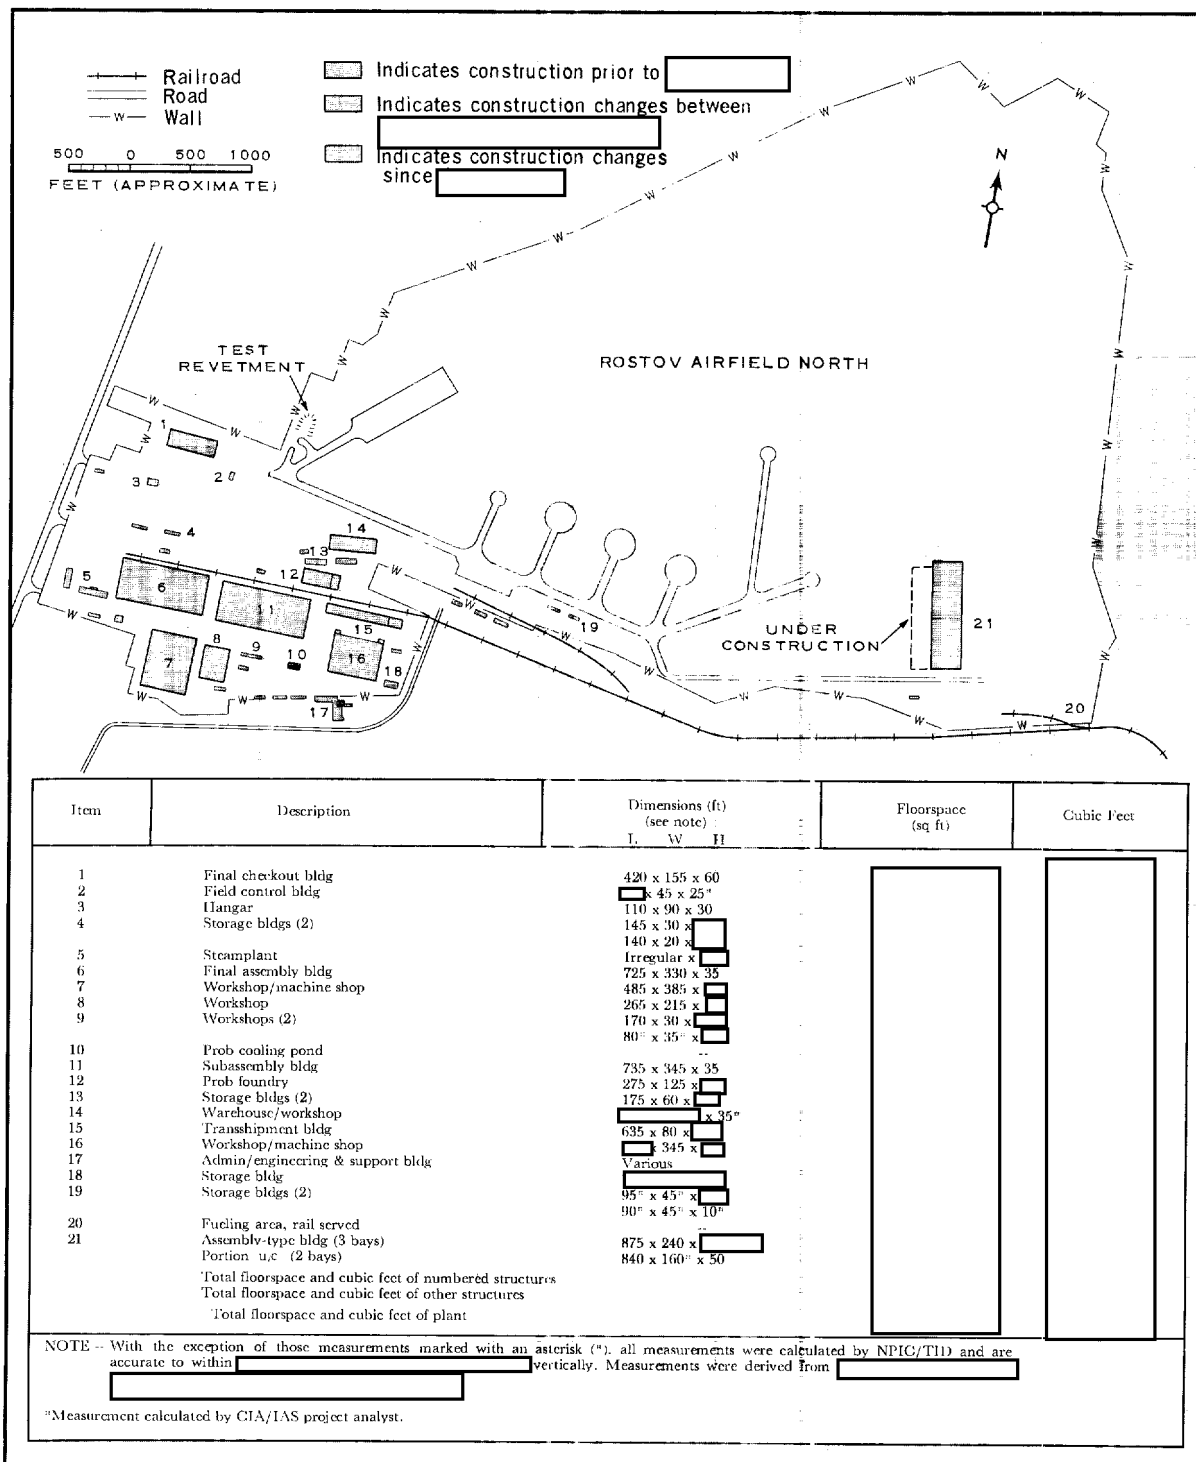 Railroad
Road
W Wall
500 0 500 1000
FEET (APPROXIMATE)
Indicates construction prior to
Indicates construction changes between
Indicates construction changes
since
N
TEST
REVETMENT
ROSTOV AIRFIELD NORTH
UNDER
CONSTRUCTION
1
2
3
4
5
6
7
8
9
10
11
12
13
14
15
16
17
18
19
20
21
Item Description Dimensions (ft) Floorspace Cubic Feet
(see note) (sq ft)
L W H
1 Final checkout bldg 420 x 155 x 60
2 Field control bldg x 45 x 25*
3 Hangar 110 x 90 x 30
4 Storage bldgs (2) 145 x 30 x
140 x 20 x
5 Steamplant Irregular x
6 Final assembly bldg 725 x 330 x 35
7 Workshop/machine shop 485 x 385 x
8 Workshop 265 x 215 x
9 Workshops (2) 170 x 30 x
80* x 35* x
10 Prob cooling pond --
11 Subassembly bldg 735 x 345 x 35
12 Prob foundry 275 x 125 x
13 Storage bldgs (2) 175 x 60 x
14 Warehouse/workshop x 35*
15 Transshipment bldg 635 x 80 x
16 Workshop/machine shop x 345 x
17 Admin/engineering & support bldg Various
18 Storage bldg
19 Storage bldgs (2) 95* x 45* x
90* x 45* x 10*
20 Fueling area, rail served --
21 Assembly-type bldg (3 bays) 875 x 240 x
Portion u/c (2 bays) 840 x 160* x 50
Total floorspace and cubic feet of numbered structures
Total floorspace and cubic feet of other structures
Total floorspace and cubic feet of plant
NOTE -- With the exception of those measurements marked with an asterisk (*), all measurements were calculated by NPIC/TID and are
accurate to within vertically. Measurements were derived from
*Measurement calculated by CIA/IAS project analyst.